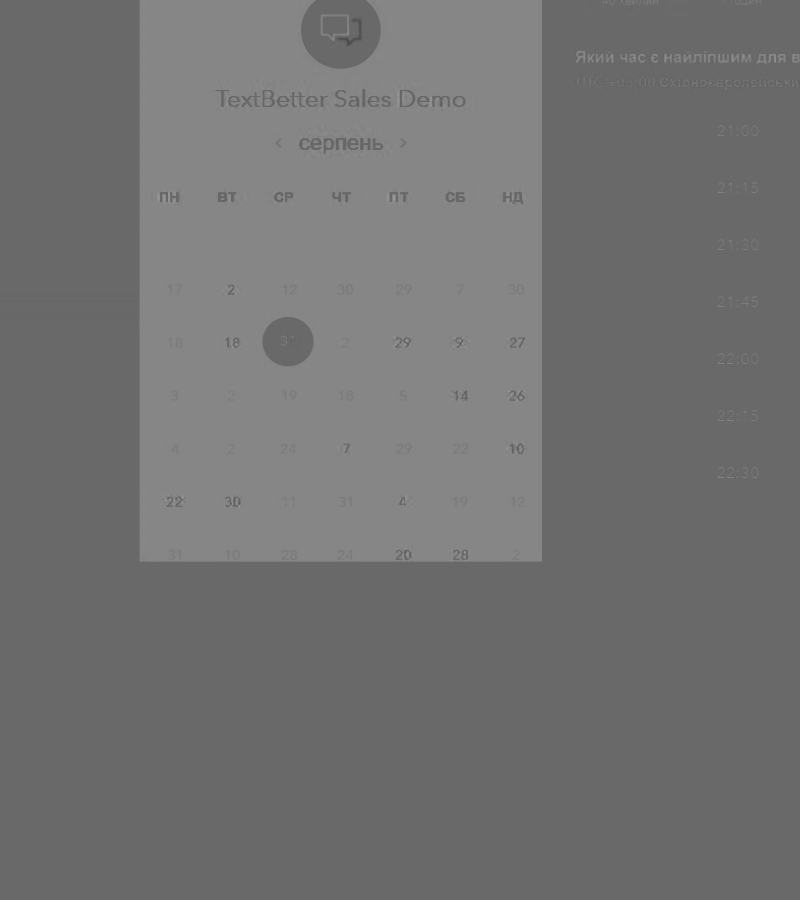 TextBetter Sales Demo
‹ серпень ›
ПН ВТ СР ЧТ ПТ СБ НД
17 2 12 30 29 7 30
18 18 31 2 29 9 27
3 2 19 18 5 14 26
4 2 24 7 29 22 10
22 30 11 31 4 19 12
31 10 28 24 20 28 2
Який час є найліпшим для в
21:00
21:15
21:30
21:45
22:00
22:15
22:30